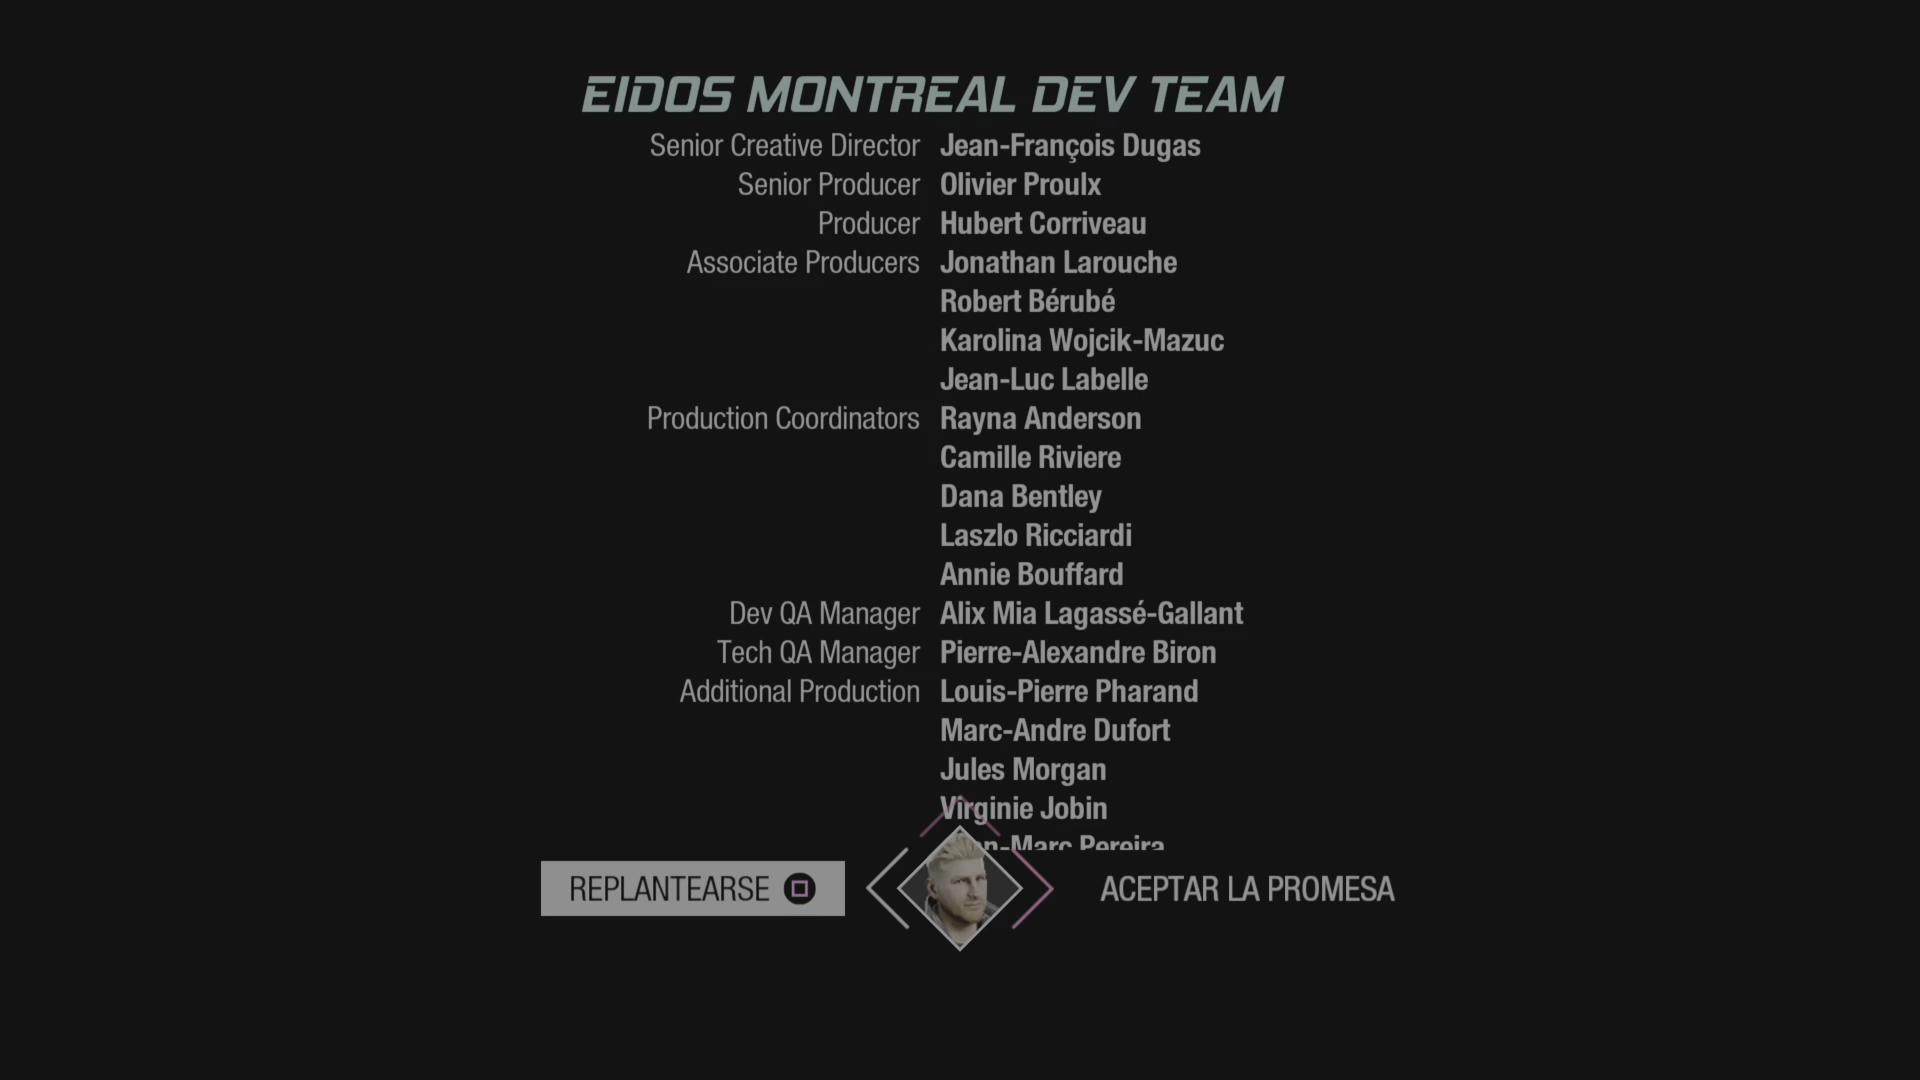 EIDOS MONTREAL DEV TEAM
Senior Creative Director Jean-François Dugas
Senior Producer Olivier Proulx
Producer Hubert Corriveau
Associate Producers Jonathan Larouche
Robert Bérubé
Karolina Wojcik-Mazuc
Jean-Luc Labelle
Production Coordinators Rayna Anderson
Camille Riviere
Dana Bentley
Laszlo Ricciardi
Annie Bouffard
Dev QA Manager Alix Mia Lagassé-Gallant
Tech QA Manager Pierre-Alexandre Biron
Additional Production Louis-Pierre Pharand
Marc-Andre Dufort
Jules Morgan
Virginie Jobin
Pereira
REPLANTEARSE
ACEPTAR LA PROMESA